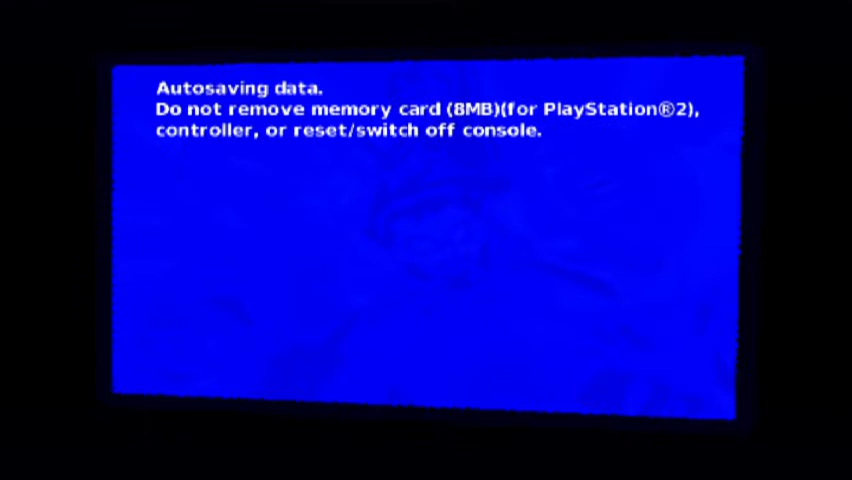 Autosaving data.
Do not remove memory card (8MB)(for PlayStation®2),
controller, or reset/switch off console.